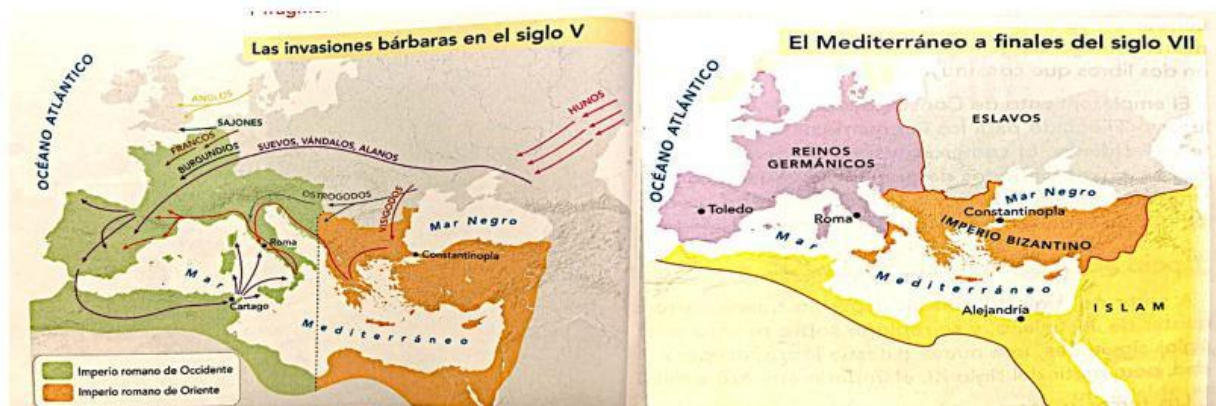 Las invasiones bárbaras en el siglo V
OCÉANO ATLÁNTICO
ANGLOS
SAJONES
FRANCOS
BURGUNDIOS
SUEVOS, VÁNDALOS, ALANOS
HUNOS
OSTROGODOS
VISIGODOS
Mar Negro
Roma
Constantinopla
Mar
Cartago
Mediterráneo
Imperio romano de Occidente
Imperio romano de Oriente
El Mediterráneo a finales del siglo VII
OCÉANO ATLÁNTICO
ESLAVOS
REINOS
GERMÁNICOS
Mar Negro
Toledo
Roma
Constantinopla
IMPERIO BIZANTINO
Mar
Mediterráneo
Alejandría
ISLAM